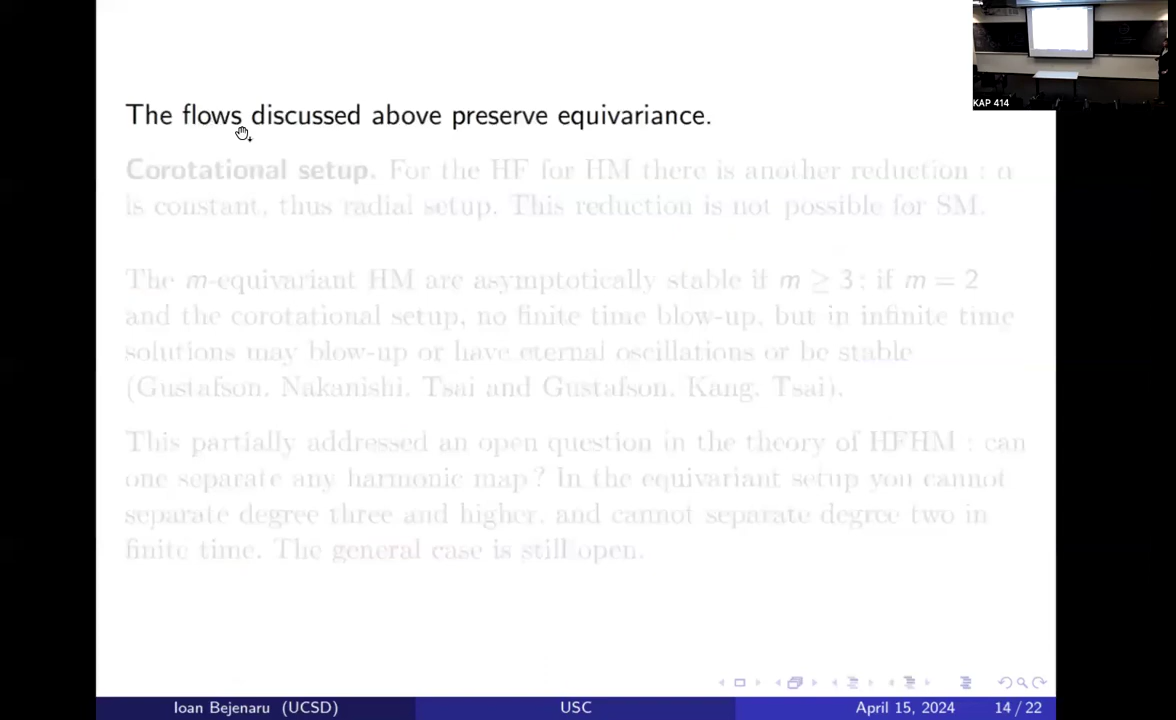 The flows discussed above preserve equivariance.
Corotational setup. For the HF for HM there is another reduction : α
is constant, thus radial setup. This reduction is not possible for SM.
The m-equivariant HM are asymptotically stable if m ≥ 3; if m = 2
and the corotational setup, no finite time blow-up, but in infinite time
solutions may blow-up or have eternal oscillations or be stable
(Gustafson, Nakanishi, Tsai and Gustafson, Kang, Tsai).
This partially addressed an open question in the theory of HFHM : can
one separate any harmonic map? In the equivariant setup you cannot
separate degree three and higher, and cannot separate degree two in
finite time. The general case is still open.
KAP 414
Ioan Bejenaru (UCSD)
USC
April 15, 2024
14 / 22